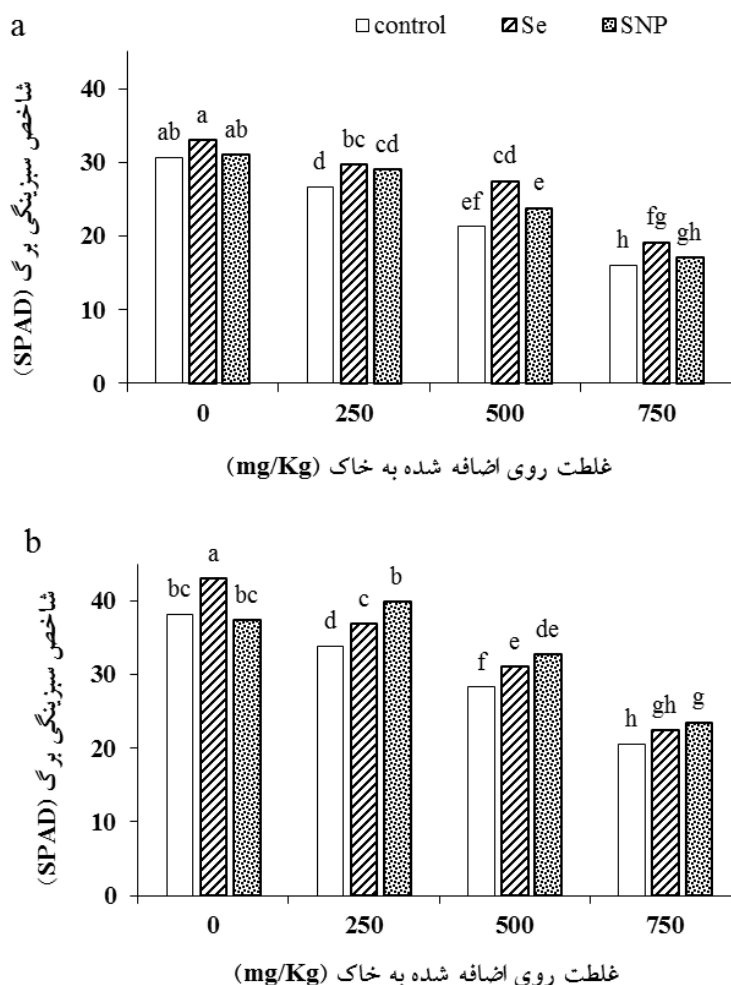 a
control Se SNP
شاخص سبزینگی برگ (SPAD)
40
30
20
10
0
ab a ab
d bc cd
ef cd e
h fg gh
0 250 500 750
غلطت روی اضافه شده به خاک (mg/Kg)
b
شاخص سبزینگی برگ (SPAD)
40
30
20
10
0
bc a bc
d c b
f e de
h gh g
0 250 500 750
غلطت روی اضافه شده به خاک (mg/Kg)